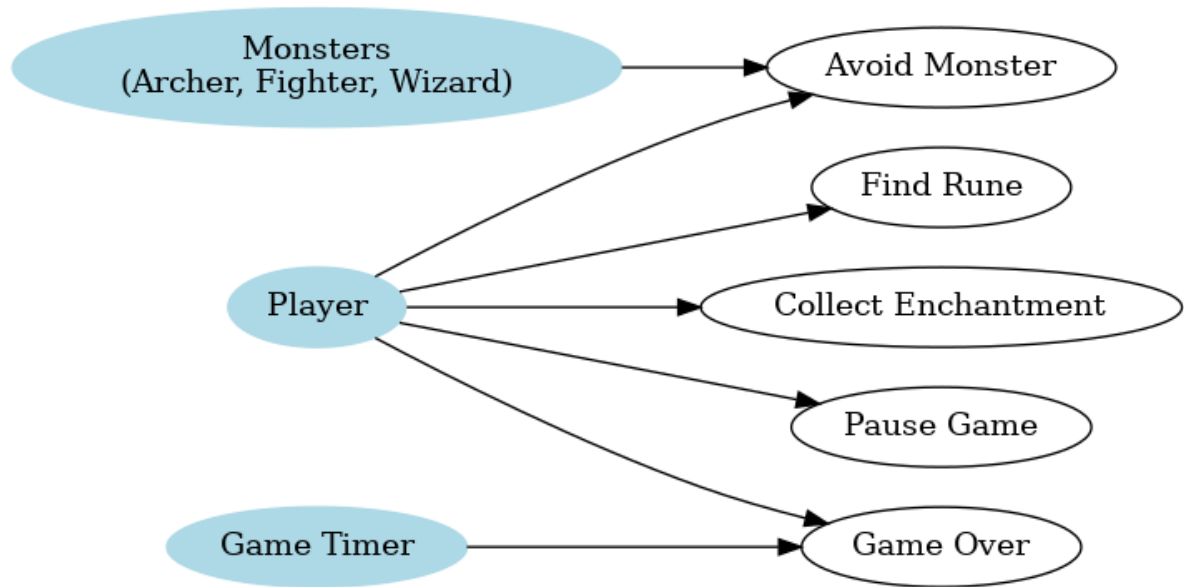 Monsters
(Archer, Fighter, Wizard)
Avoid Monster
Find Rune
Player
Collect Enchantment
Pause Game
Game Timer
Game Over